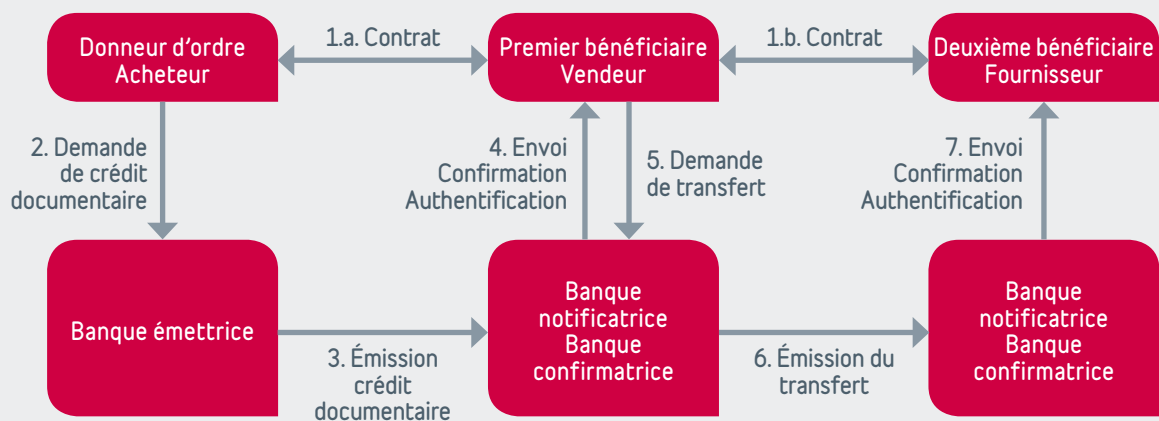 Donneur d'ordre
Acheteur
1.a. Contrat
Premier bénéficiaire
Vendeur
1.b. Contrat
Deuxième bénéficiaire
Fournisseur
2. Demande
de crédit
documentaire
4. Envoi
Confirmation
Authentification
5. Demande
de transfert
7. Envoi
Confirmation
Authentification
Banque émettrice
3. Émission
crédit
documentaire
Banque
notificatrice
Banque
confirmatrice
6. Émission du
transfert
Banque
notificatrice
Banque
confirmatrice